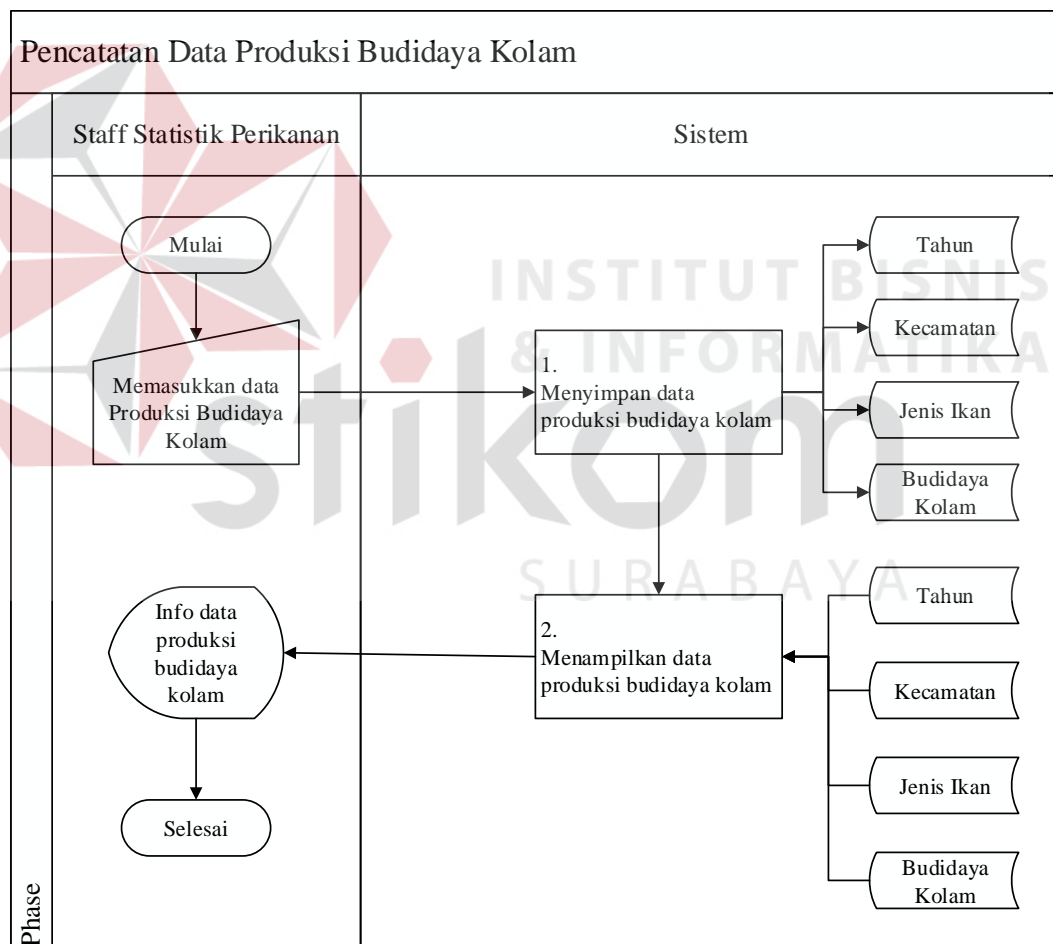 Pencatatan Data Produksi Budidaya Kolam
Staff Statistik Perikanan
Sistem
Mulai
Memasukkan data
Produksi Budidaya
Kolam
1.
Menyimpan data
produksi budidaya kolam
Tahun
Kecamatan
Jenis Ikan
Budidaya
Kolam
Info data
produksi
budidaya
kolam
2.
Menampilkan data
produksi budidaya kolam
Tahun
Kecamatan
Jenis Ikan
Budidaya
Kolam
Selesai
Phase
INSTITUT BISNIS
& INFORMATIKA
stikom
SURABAYA